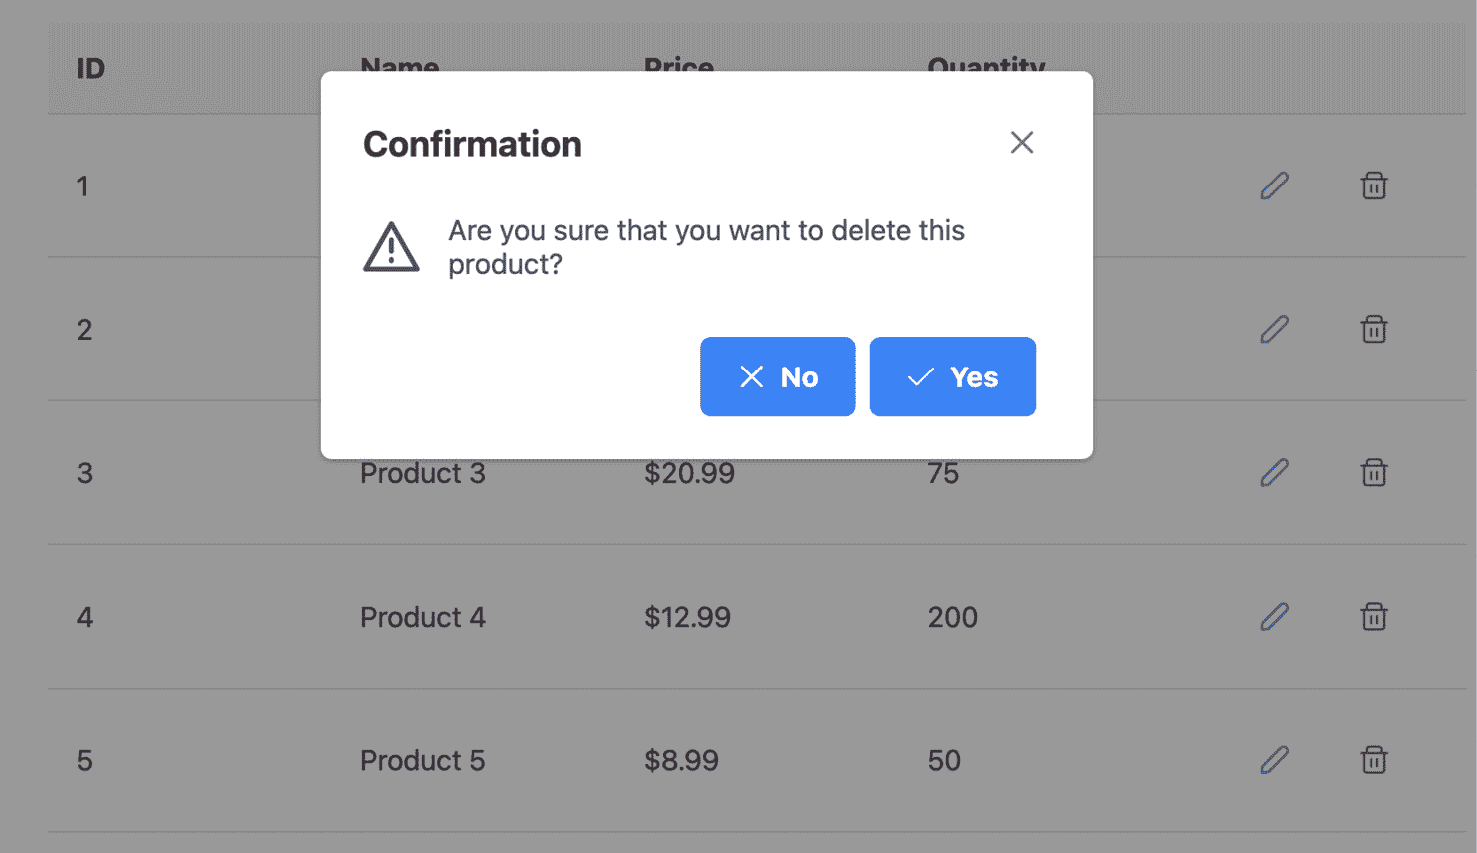 ID Name Price Quantity
Confirmation
1
Are you sure that you want to delete this
product?
2
No Yes
3 Product 3 $20.99 75
4 Product 4 $12.99 200
5 Product 5 $8.99 50